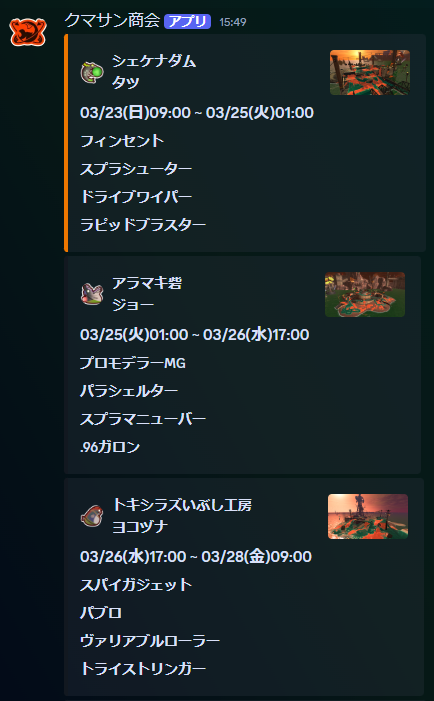 クマサン商会 アプリ 15:49
シェケナダム
タツ
03/23(日)09:00 ~ 03/25(火)01:00
フィンセント
スプラシューター
ドライブワイパー
ラピッドブラスター
アラマキ砦
ジョー
03/25(火)01:00 ~ 03/26(水)17:00
プロモデラーMG
パラシェルター
スプラマニューバー
.96ガロン
トキシラズいぶし工房
ヨコヅナ
03/26(水)17:00 ~ 03/28(金)09:00
スパイガジェット
パブロ
ヴァリアブルローラー
トライストリンガー